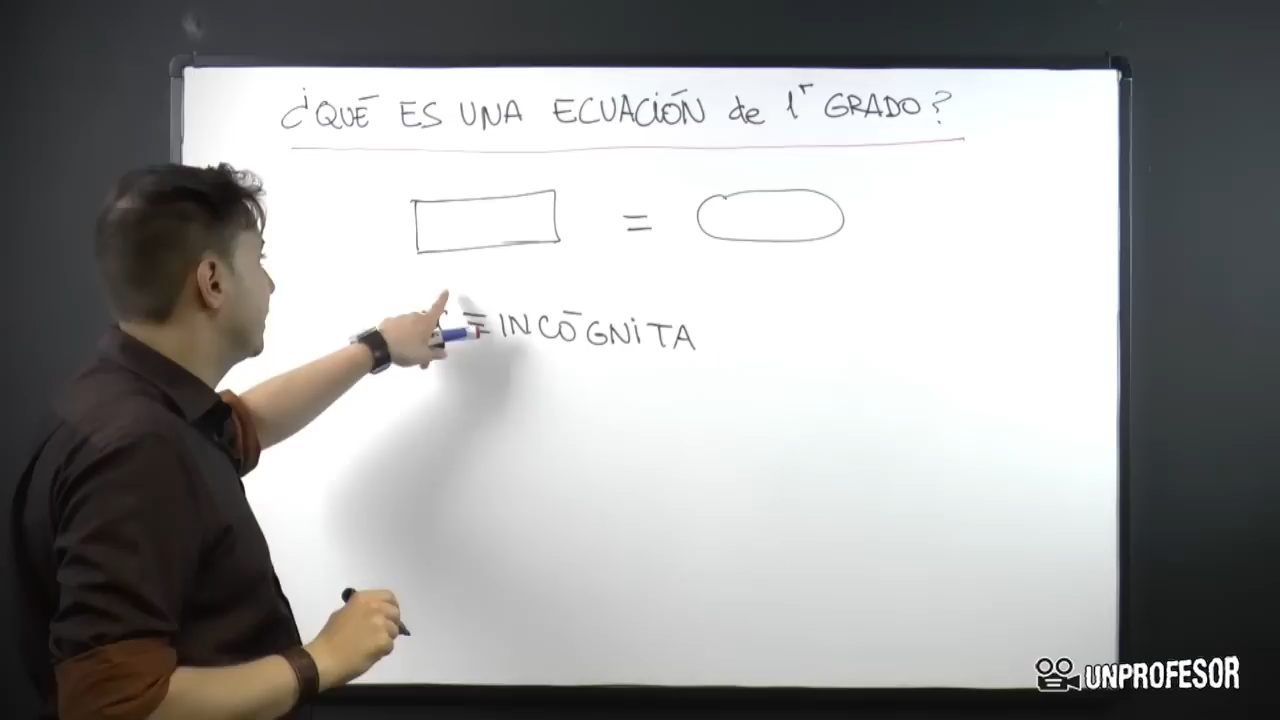 ¿QUÉ ES UNA ECUACIÓN de 1r GRADO?
=
= INCÓGNITA
UNPROFESOR